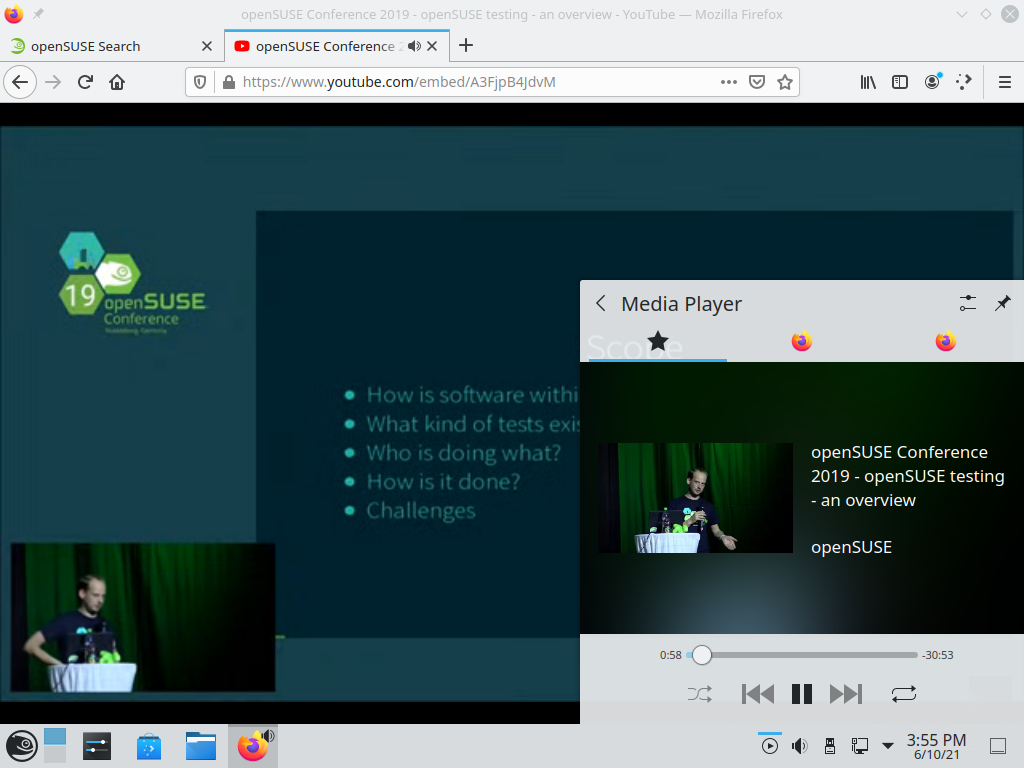 openSUSE Conference 2019 - openSUSE testing - an overview - YouTube — Mozilla Firefox
openSUSE Search
openSUSE Conference 2
https://www.youtube.com/embed/A3FjpB4JdvM
19
openSUSE
Conference
Nuremberg, Germany
Scope
How is software withi
What kind of tests exis
Who is doing what?
How is it done?
Challenges
Media Player
openSUSE Conference
2019 - openSUSE testing
- an overview
openSUSE
0:58
-30:53
3:55 PM
6/10/21